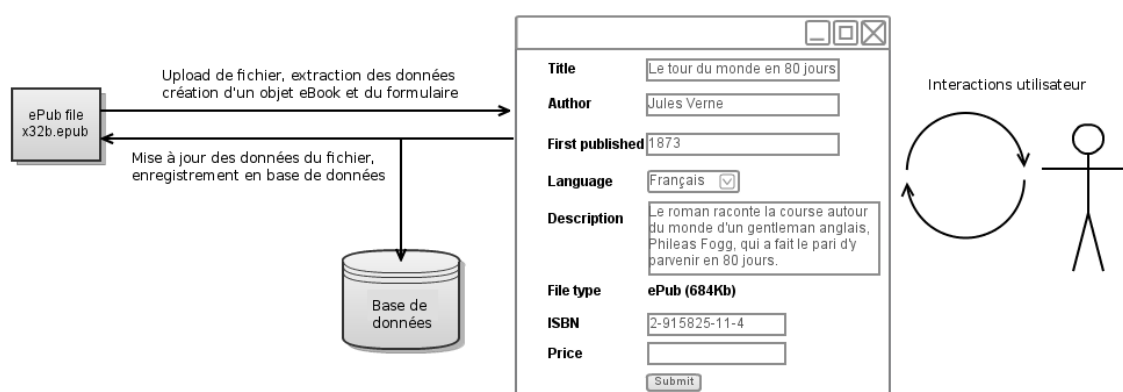 Upload de fichier, extraction des données
création d'un objet eBook et du formulaire
ePub file
x32b.epub
Mise à jour des données du fichier,
enregistrement en base de données
Base de
données
Title
Le tour du monde en 80 jours
Author
Jules Verne
First published
1873
Language
Français
Description
Le roman raconte la course autour
du monde d'un gentleman anglais,
Phileas Fogg, qui a fait le pari d'y
parvenir en 80 jours.
File type
ePub (684Kb)
ISBN
2-915825-11-4
Price
Submit
Interactions utilisateur